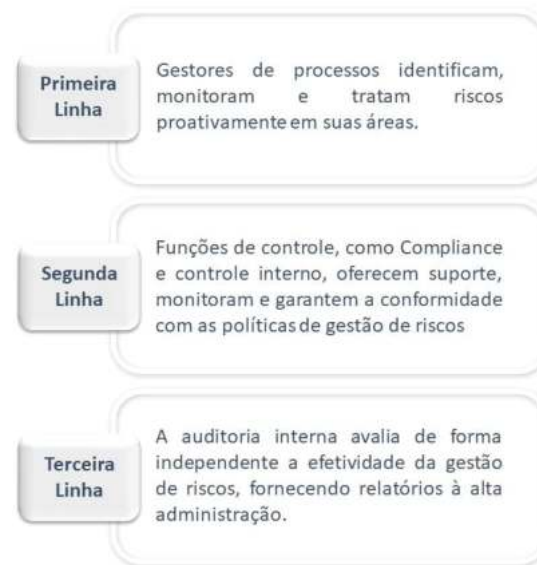 Primeira
Linha
Gestores de processos identificam,
monitoram e tratam riscos
proativamente em suas áreas.
Segunda
Linha
Funções de controle, como Compliance
e controle interno, oferecem suporte,
monitoram e garantem a conformidade
com as políticas de gestão de riscos
Terceira
Linha
A auditoria interna avalia de forma
independente a efetividade da gestão
de riscos, fornecendo relatórios à alta
administração.